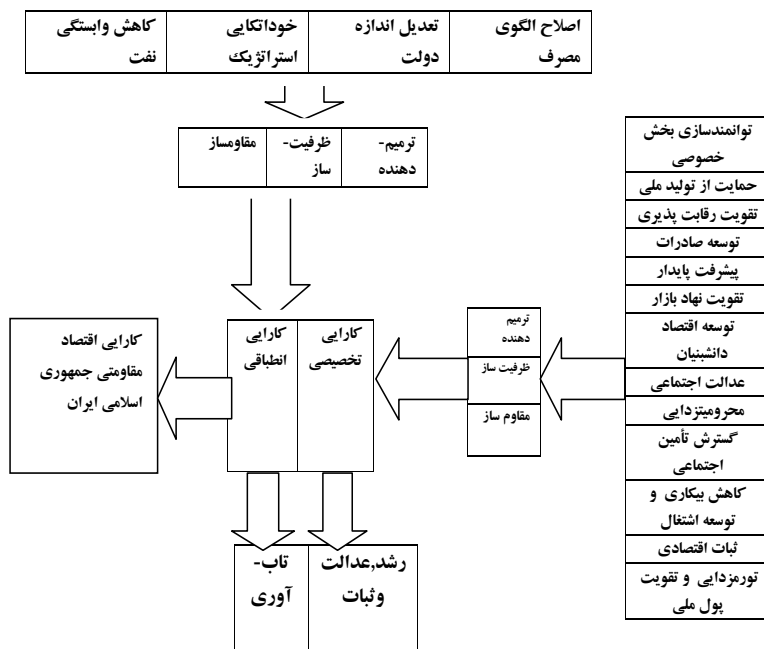 اصلاح الگوی
مصرف
تعدیل اندازه
دولت
خوداتکایی
استراتژیک
کاهش وابستگی
نفت
ترمیم-
دهنده
ظرفیت-
ساز
مقاومساز
توانمندسازی بخش
خصوصی
حمایت از تولید ملی
تقویت رقابت پذیری
توسعه صادرات
پیشرفت پایدار
تقویت نهاد بازار
توسعه اقتصاد
دانشبنیان
عدالت اجتماعی
محرومیتزدایی
گسترش تأمین
اجتماعی
کاهش بیکاری و
توسعه اشتغال
ثبات اقتصادی
تورمزدایی و تقویت
پول ملی
ترمیم
دهنده
ظرفیت ساز
مقاوم ساز
کارایی
تخصیصی
کارایی
انطباقی
کارایی اقتصاد
مقاومتی جمهوری
اسلامی ایران
رشد,عدالت
وثبات
تاب-
آوری